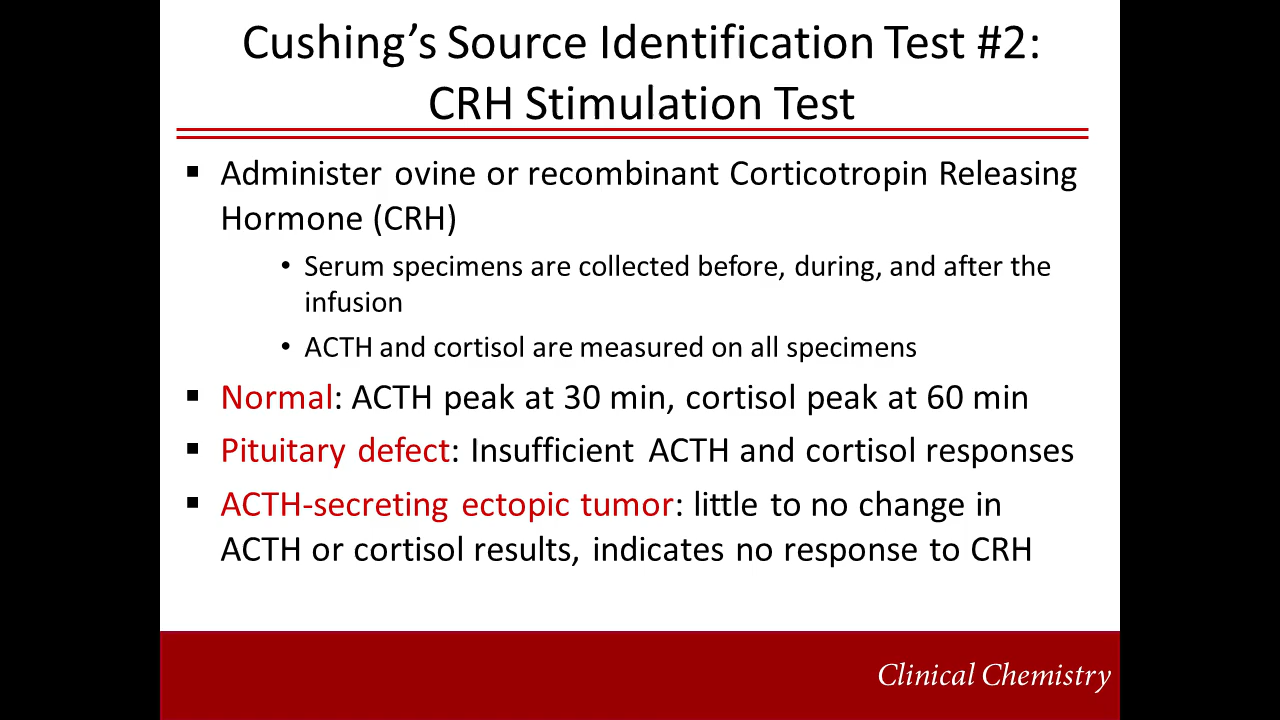 Cushing’s Source Identification Test #2:
CRH Stimulation Test
▪ Administer ovine or recombinant Corticotropin Releasing
Hormone (CRH)
• Serum specimens are collected before, during, and after the
infusion
• ACTH and cortisol are measured on all specimens
▪ Normal: ACTH peak at 30 min, cortisol peak at 60 min
▪ Pituitary defect: Insufficient ACTH and cortisol responses
▪ ACTH-secreting ectopic tumor: little to no change in
ACTH or cortisol results, indicates no response to CRH
Clinical Chemistry